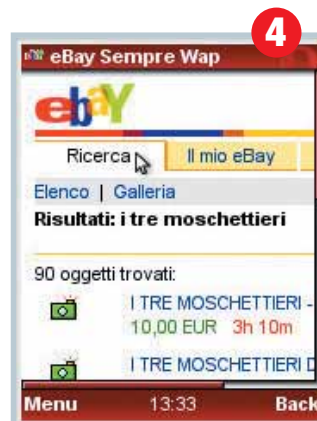 4
eBay Sempre Wap
ebY
Ricerca Il mio eBay
Elenco | Galleria
Risultati: i tre moschettieri
90 oggetti trovati:
I TRE MOSCHETTIERI -
10,00 EUR 3h 10m
I TRE MOSCHETTIERI D
Menu 13:33 Back